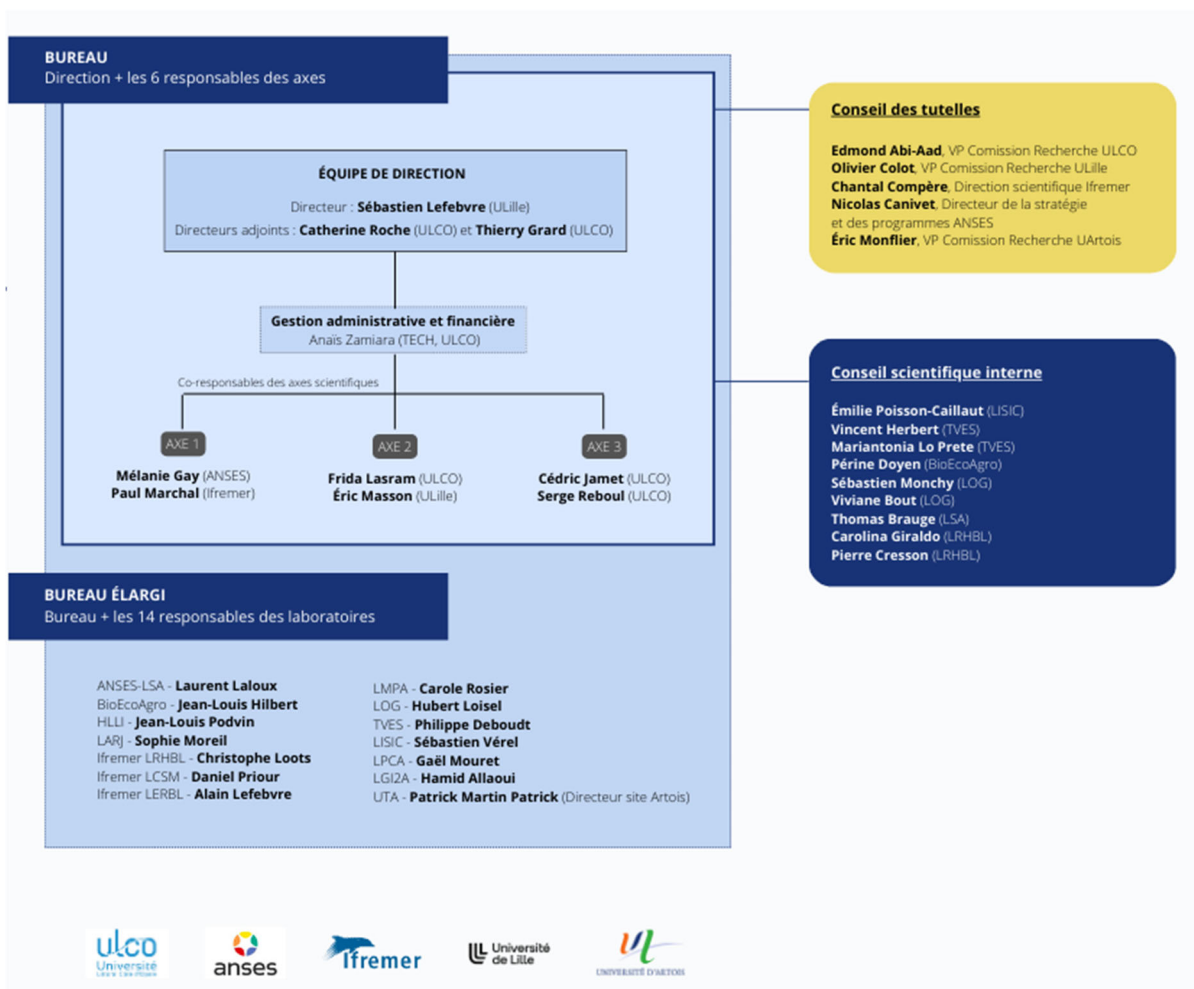 BUREAU
Direction + les 6 responsables des axes
ÉQUIPE DE DIRECTION
Directeur : Sébastien Lefebvre (ULille)
Directeurs adjoints : Catherine Roche (ULCO) et Thierry Grard (ULCO)
Gestion administrative et financière
Anaïs Zamiara (TECH, ULCO)
Co-responsables des axes scientifiques
AXE 1
Mélanie Gay (ANSES)
Paul Marchal (Ifremer)
AXE 2
Frida Lasram (ULCO)
Éric Masson (ULille)
AXE 3
Cédric Jamet (ULCO)
Serge Reboul (ULCO)
Conseil des tutelles
Edmond Abi-Aad, VP Comission Recherche ULCO
Olivier Colot, VP Comission Recherche ULille
Chantal Compère, Direction scientifique Ifremer
Nicolas Canivet, Directeur de la stratégie
et des programmes ANSES
Éric Monflier, VP Comission Recherche UArtois
Conseil scientifique interne
Émilie Poisson-Caillaut (LISIC)
Vincent Herbert (TVES)
Mariantonia Lo Prete (TVES)
Périne Doyen (BioEcoAgro)
Sébastien Monchy (LOG)
Viviane Bout (LOG)
Thomas Brauge (LSA)
Carolina Giraldo (LRHBL)
Pierre Cresson (LRHBL)
BUREAU ÉLARGI
Bureau + les 14 responsables des laboratoires
ANSES-LSA - Laurent Laloux
BioEcoAgro - Jean-Louis Hilbert
HLLI - Jean-Louis Podvin
LARJ - Sophie Moreil
Ifremer LRHBL - Christophe Loots
Ifremer LCSM - Daniel Priour
Ifremer LERBL - Alain Lefebvre
LMPA - Carole Rosier
LOG - Hubert Loisel
TVES - Philippe Deboudt
LISIC - Sébastien Vérel
LPCA - Gaël Mouret
LGI2A - Hamid Allaoui
UTA - Patrick Martin Patrick (Directeur site Artois)
ulco
Université
anses
Ifremer
Université
de Lille
UNIVERSITÉ D'ARTOIS